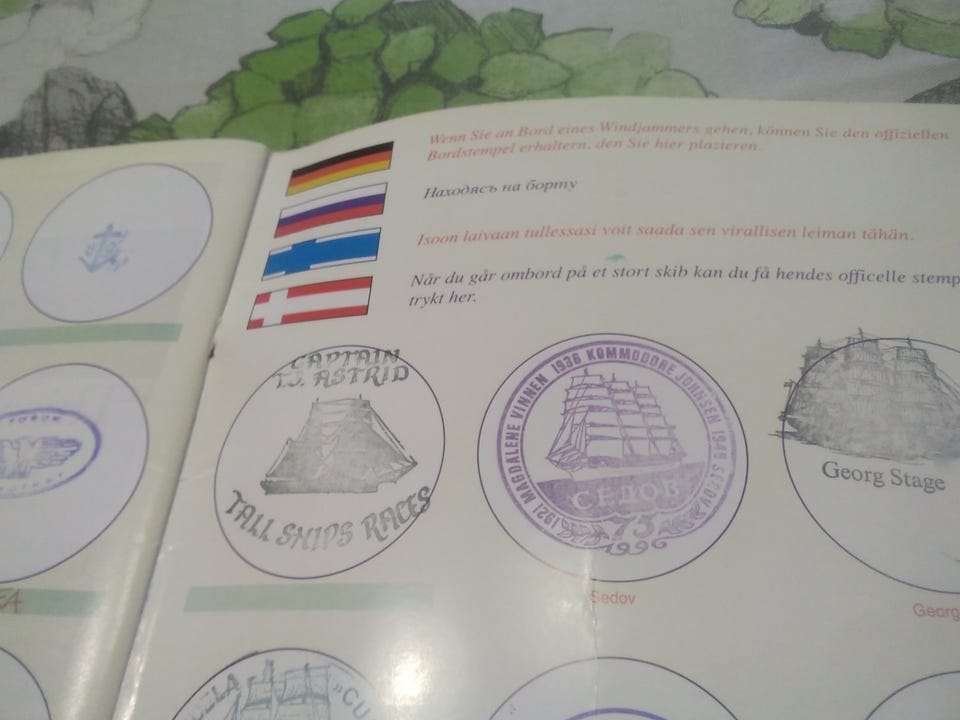 Wenn Sie an Bord eines Windjammers gehen, können Sie den offiziellen
Bordstempel erhaltern, den Sie hier plazieren.
Находясь на борту
Isoon laivaan tullessasi voit saada sen virallisen leiman tähän.
Når du går ombord på et stort skib kan du få hendes officelle stemp
trykt her.
CAPTAIN
T.S. ASTRID
TALL SHIPS RACES
1921 MAGDALENE VINNEN 1936 KOMMODORE JOHNSEN 1945 SEDOV
СЕДОВ
75
1996
Georg Stage
Sedov
Georg